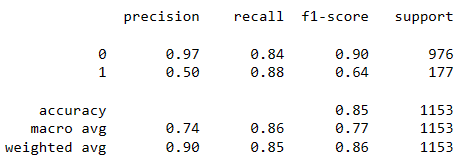 precision recall f1-score support
0 0.97 0.84 0.90 976
1 0.50 0.88 0.64 177
accuracy 0.85 1153
macro avg 0.74 0.86 0.77 1153
weighted avg 0.90 0.85 0.86 1153